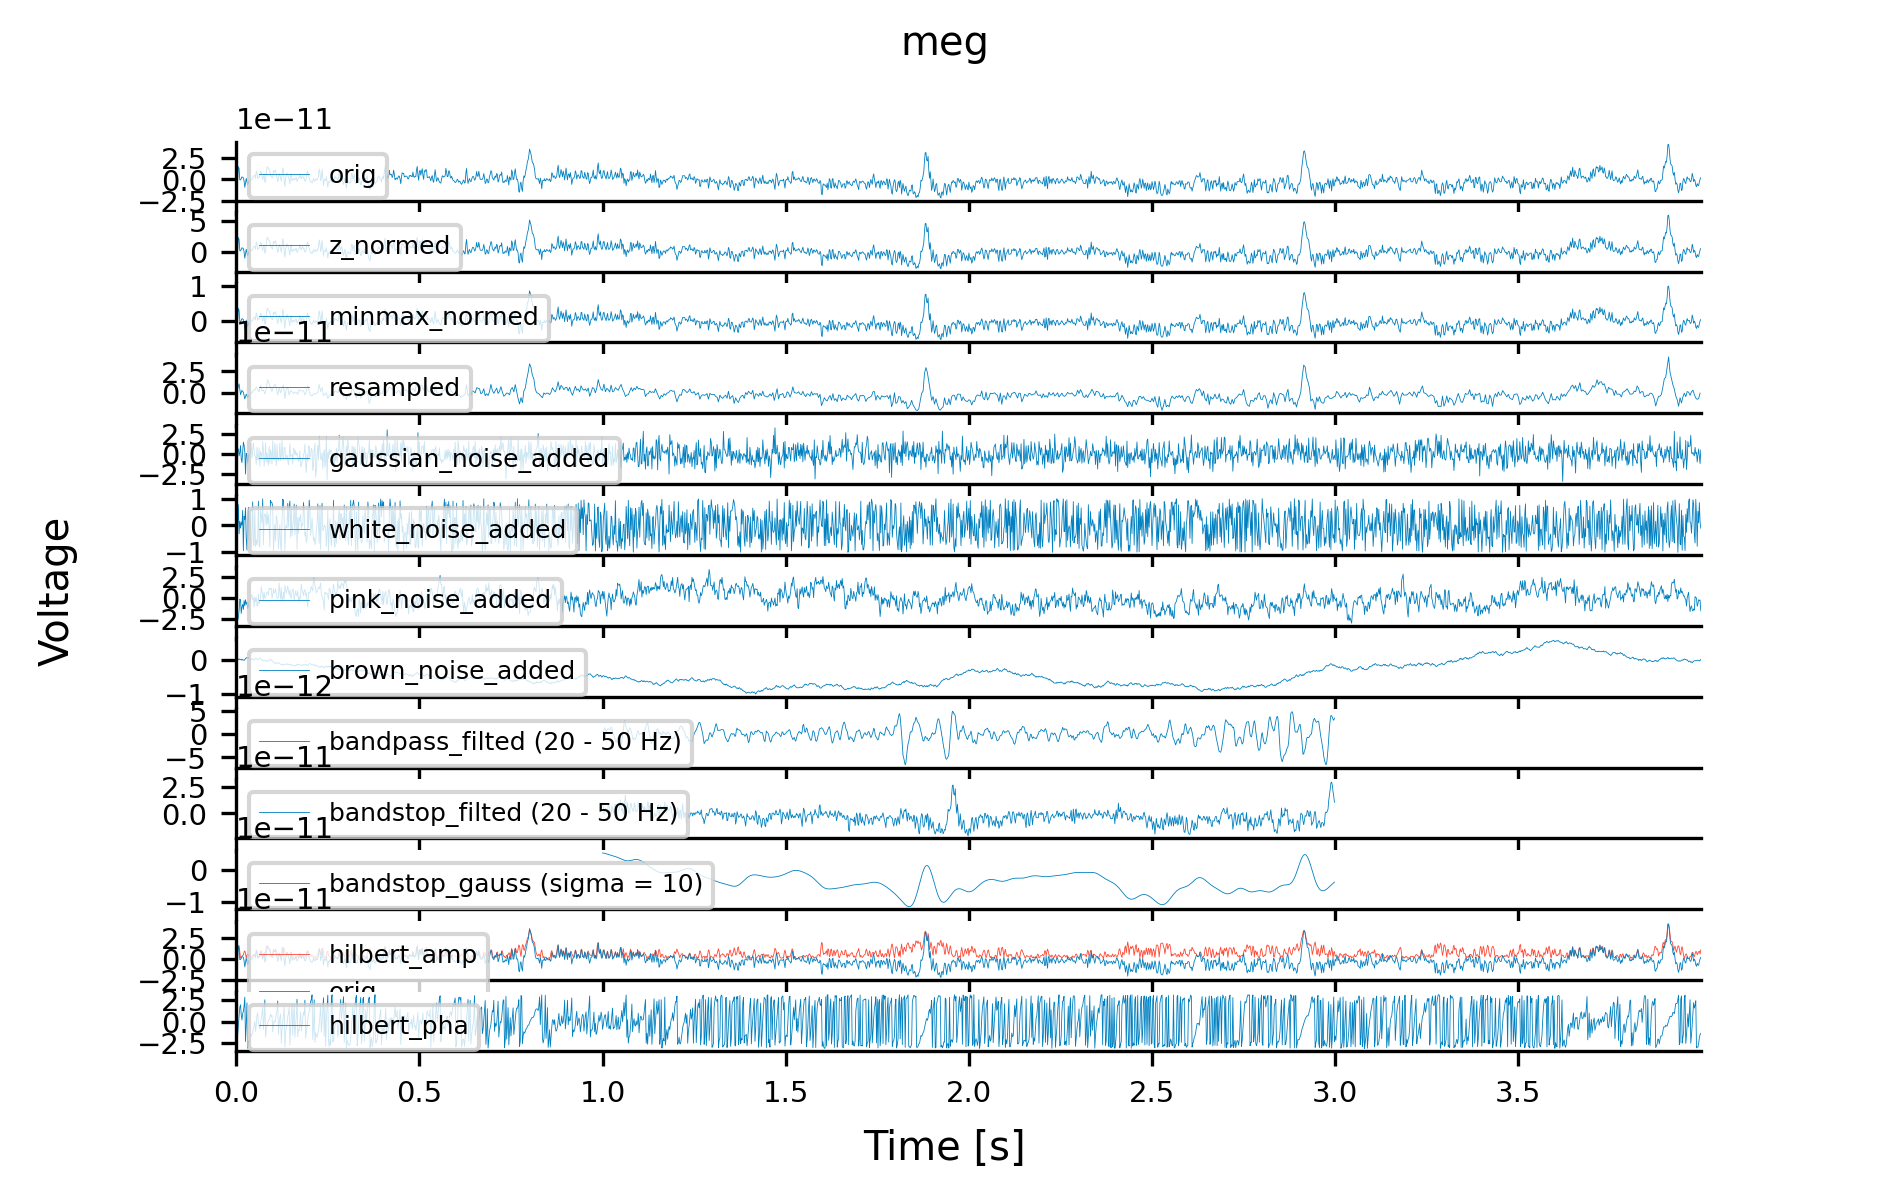 meg
1e−11
2.5
0.0
−2.5
orig
5
0
z_normed
1
0
minmax_normed
1e−11
2.5
0.0
resampled
2.5
0.0
−2.5
gaussian_noise_added
1
0
−1
white_noise_added
2.5
0.0
−2.5
pink_noise_added
0
−1
brown_noise_added
1e−12
5
0
−5
bandpass_filted (20 - 50 Hz)
1e−11
2.5
0.0
bandstop_filted (20 - 50 Hz)
1e−11
0
−1
bandstop_gauss (sigma = 10)
1e−11
2.5
0.0
−2.5
hilbert_amp
orig
2.5
0.0
−2.5
hilbert_pha
0.0 0.5 1.0 1.5 2.0 2.5 3.0 3.5
Time [s]
Voltage